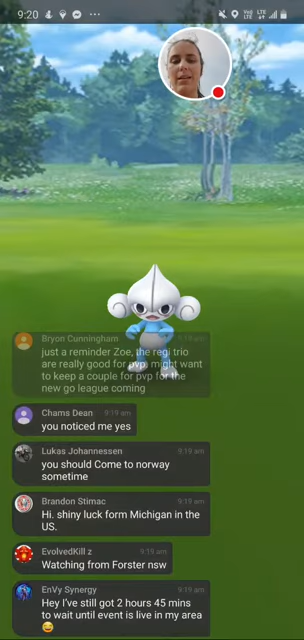 9:20
Bryon Cunningham 9:19 am
just a reminder Zoe, the regi trio
are really good for pvp, might want
to keep a couple for pvp for the
new go league coming
Chams Dean 9:19 am
you noticed me yes
Lukas Johannessen 9:19 am
you should Come to norway
sometime
Brandon Stimac 9:19 am
Hi. shiny luck form Michigan in the
US.
EvolvedKill z 9:19 am
Watching from Forster nsw
EnVy Synergy 9:19 am
Hey I've still got 2 hours 45 mins
to wait until event is live in my area
😂